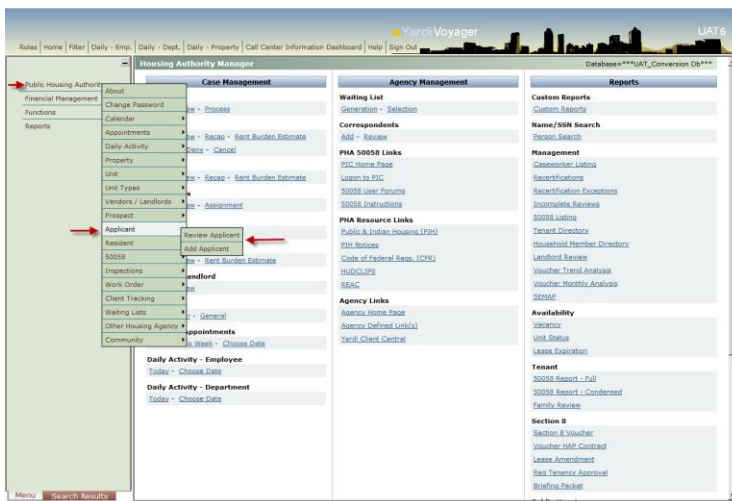 Yardi Voyager
UAT6
Roles | Home | Filter | Daily - Emp. | Daily - Dept. | Daily - Property | Call Center Information | Dashboard | Help | Sign Out
Housing Authority Manager
Database=***UAT_Conversion Db***
Public Housing Authorit
Financial Management
Functions
Reports
About
Change Password
Calendar
Appointments
Daily Activity
Property
Unit
Unit Types
Vendors / Landlords
Prospect
Applicant
Resident
50058
Inspections
Work Order
Client Tracking
Waiting Lists
Other Housing Agency
Community
Review Applicant
Add Applicant
Case Management
ew - Process
ew - Recap - Rent Burden Estimate
Deny - Cancel
ew - Recap - Rent Burden Estimate
s
ew - Assignment
ew - Rent Burden Estimate
andlord
ew
- General
ppointments
s Week - Choose Date
Daily Activity - Employee
Today - Choose Date
Daily Activity - Department
Today - Choose Date
Agency Management
Waiting List
Generation - Selection
Correspondents
Add - Review
PHA 50058 Links
PIC Home Page
Logon to PIC
50058 User Forums
50058 Instructions
PHA Resource Links
Public & Indian Housing (PIH)
PIH Notices
Code of Federal Regs. (CFR)
HUDCLIPS
REAC
Agency Links
Agency Home Page
Agency Defined Link(s)
Yardi Client Central
Reports
Custom Reports
Custom Reports
Name/SSN Search
Person Search
Management
Caseworker Listing
Recertifications
Recertification Exceptions
Incomplete Reviews
50058 Listing
Tenant Directory
Household Member Directory
Landlord Review
Voucher Trend Analysis
Voucher Monthly Analysis
SEMAP
Availability
Vacancy
Unit Status
Lease Expiration
Tenant
50058 Report - Full
50058 Report - Condensed
Family Review
Section 8
Section 8 Voucher
Voucher HAP Contract
Lease Amendment
Req Tenancy Approval
Briefing Packet
Menu
Search Results